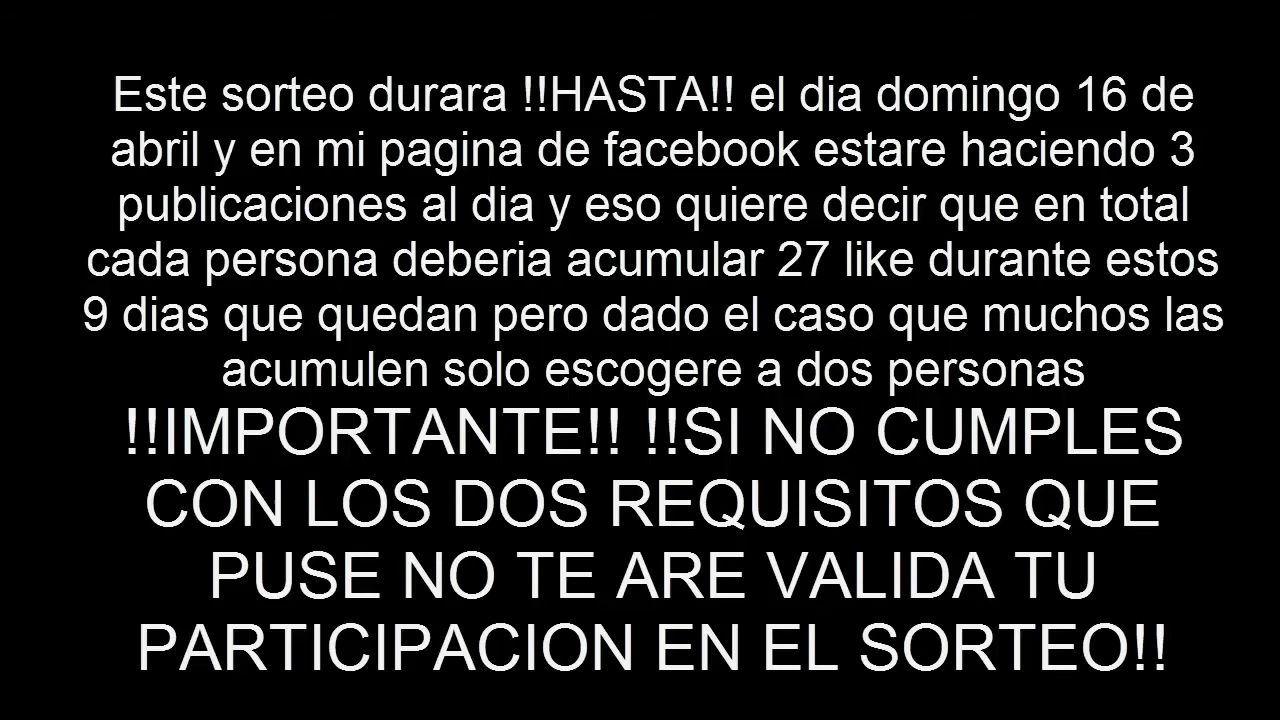 Este sorteo durara !!HASTA!! el dia domingo 16 de
abril y en mi pagina de facebook estare haciendo 3
publicaciones al dia y eso quiere decir que en total
cada persona deberia acumular 27 like durante estos
9 dias que quedan pero dado el caso que muchos las
acumulen solo escogere a dos personas
!!IMPORTANTE!! !!SI NO CUMPLES
CON LOS DOS REQUISITOS QUE
PUSE NO TE ARE VALIDA TU
PARTICIPACION EN EL SORTEO!!